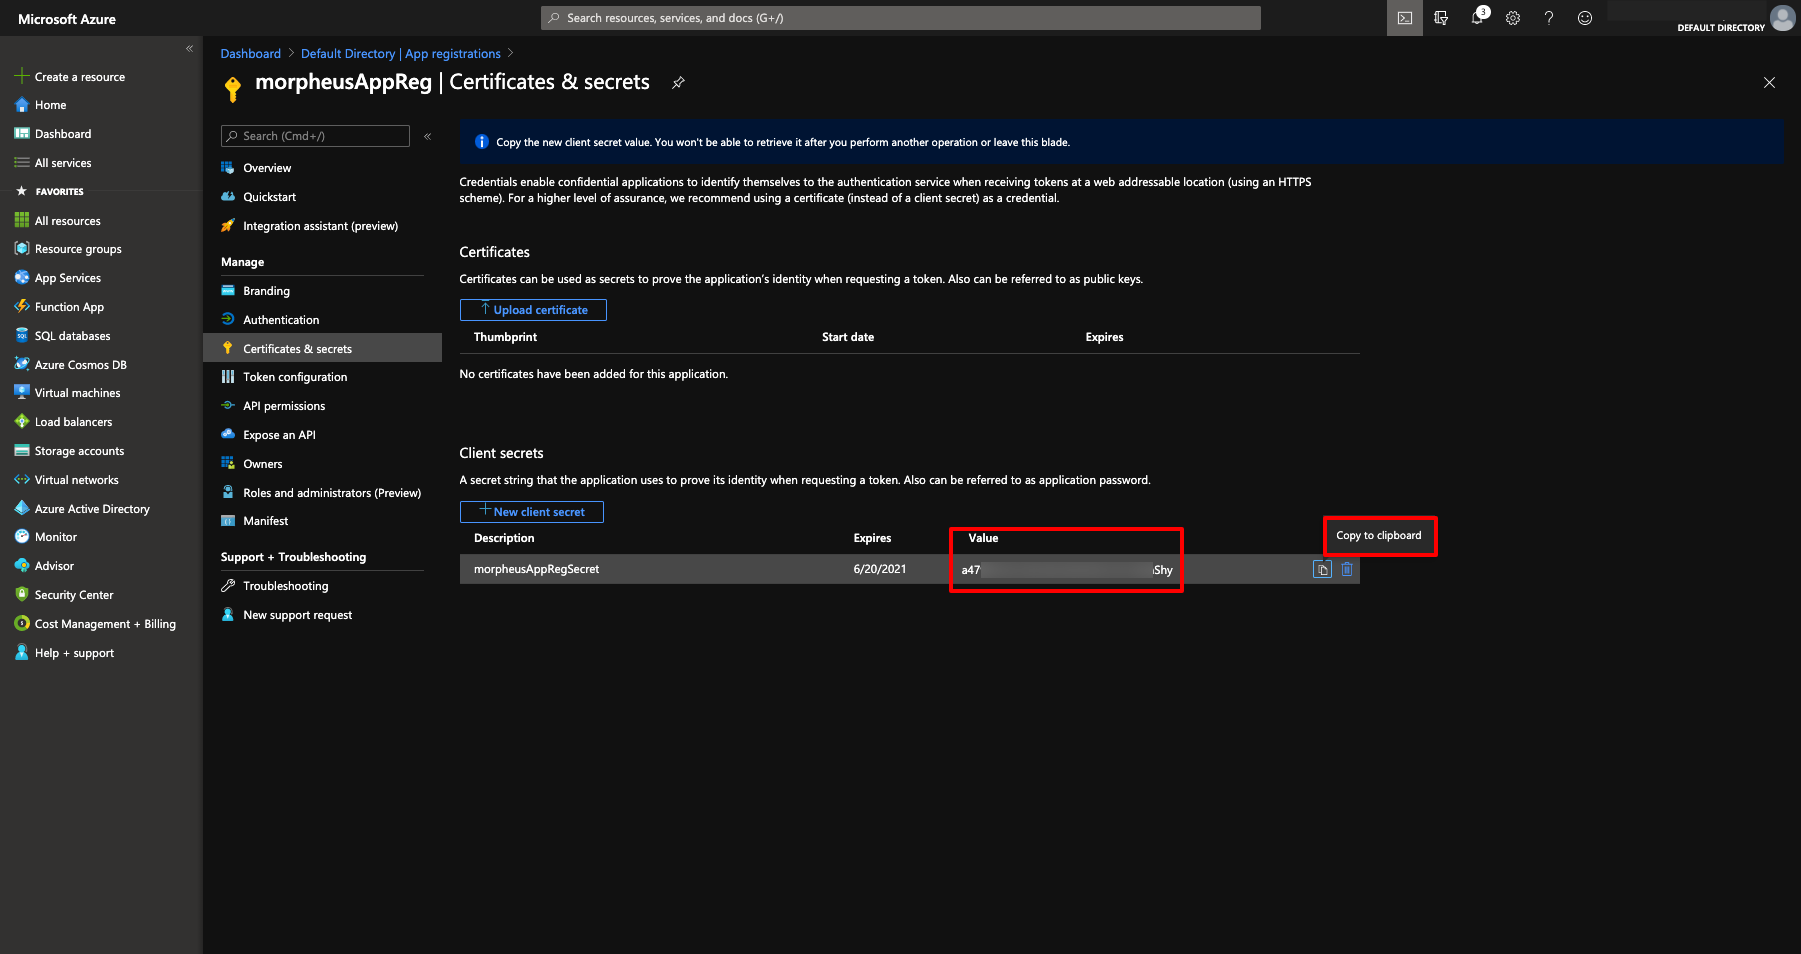 Microsoft Azure
Search resources, services, and docs (G+/)
3
DEFAULT DIRECTORY
Create a resource
Home
Dashboard
All services
FAVORITES
All resources
Resource groups
App Services
Function App
SQL databases
Azure Cosmos DB
Virtual machines
Load balancers
Storage accounts
Virtual networks
Azure Active Directory
Monitor
Advisor
Security Center
Cost Management + Billing
Help + support
Dashboard > Default Directory | App registrations >
morpheusAppReg | Certificates & secrets
Search (Cmd+/)
Overview
Quickstart
Integration assistant (preview)
Manage
Branding
Authentication
Certificates & secrets
Token configuration
API permissions
Expose an API
Owners
Roles and administrators (Preview)
Manifest
Support + Troubleshooting
Troubleshooting
New support request
Copy the new client secret value. You won't be able to retrieve it after you perform another operation or leave this blade.
Credentials enable confidential applications to identify themselves to the authentication service when receiving tokens at a web addressable location (using an HTTPS
scheme). For a higher level of assurance, we recommend using a certificate (instead of a client secret) as a credential.
Certificates
Certificates can be used as secrets to prove the application's identity when requesting a token. Also can be referred to as public keys.
Upload certificate
Thumbprint Start date Expires
No certificates have been added for this application.
Client secrets
A secret string that the application uses to prove its identity when requesting a token. Also can be referred to as application password.
New client secret
Copy to clipboard
Description Expires Value
morpheusAppRegSecret 6/20/2021 a47 Shy